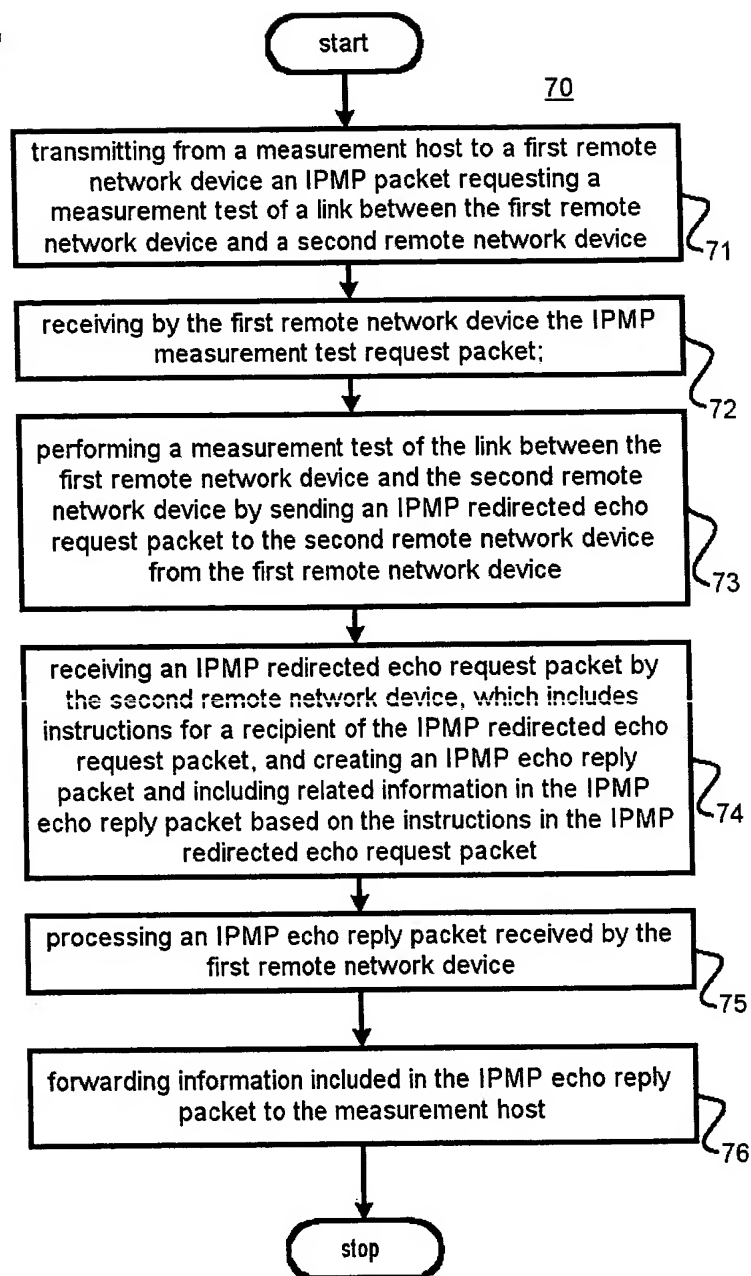 start
70
transmitting from a measurement host to a first remote
network device an IPMP packet requesting a
measurement test of a link between the first remote
network device and a second remote network device
71
receiving by the first remote network device the IPMP
measurement test request packet;
72
performing a measurement test of the link between the
first remote network device and the second remote
network device by sending an IPMP redirected echo
request packet to the second remote network device
from the first remote network device
73
receiving an IPMP redirected echo request packet by
the second remote network device, which includes
instructions for a recipient of the IPMP redirected echo
request packet, and creating an IPMP echo reply
packet and including related information in the IPMP
echo reply packet based on the instructions in the IPMP
redirected echo request packet
74
processing an IPMP echo reply packet received by the
first remote network device
75
forwarding information included in the IPMP echo reply
packet to the measurement host
76
stop